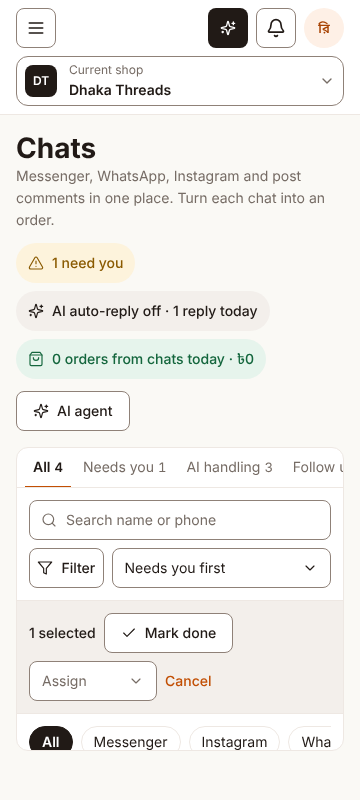 রি
DT
Current shop
Dhaka Threads
Chats
Messenger, WhatsApp, Instagram and post
comments in one place. Turn each chat into an
order.
1 need you
AI auto-reply off · 1 reply today
0 orders from chats today · ৳0
AI agent
All 4 Needs you 1 AI handling 3 Follow u
Search name or phone
Filter Needs you first
1 selected Mark done
Assign Cancel
All Messenger Instagram Wha